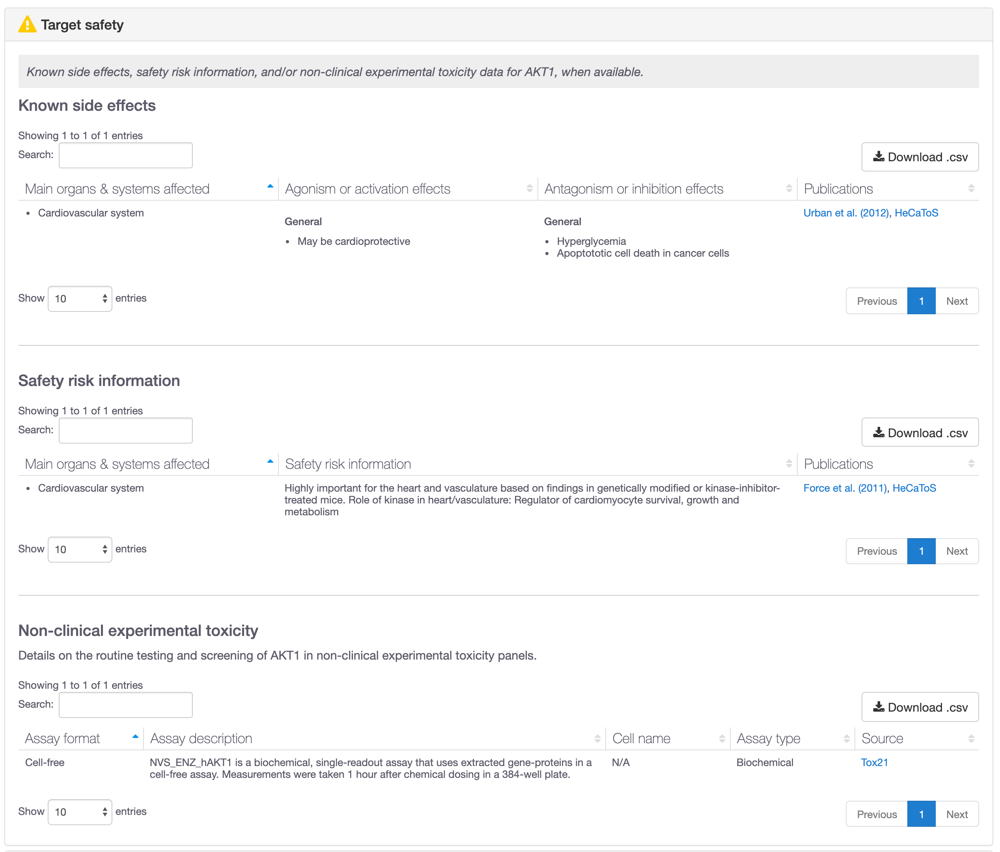 Target safety
Known side effects, safety risk information, and/or non-clinical experimental toxicity data for AKT1, when available.
Known side effects
Showing 1 to 1 of 1 entries
Search:
Download .csv
Main organs & systems affected
Agonism or activation effects
Antagonism or inhibition effects
Publications
• Cardiovascular system
General
• May be cardioprotective
General
• Hyperglycemia
• Apoptototic cell death in cancer cells
Urban et al. (2012), HeCaToS
Show 10 entries
Previous 1 Next
Safety risk information
Showing 1 to 1 of 1 entries
Search:
Download .csv
Main organs & systems affected
Safety risk information
Publications
• Cardiovascular system
Highly important for the heart and vasculature based on findings in genetically modified or kinase-inhibitor-
treated mice. Role of kinase in heart/vasculature: Regulator of cardiomyocyte survival, growth and
metabolism
Force et al. (2011), HeCaToS
Show 10 entries
Previous 1 Next
Non-clinical experimental toxicity
Details on the routine testing and screening of AKT1 in non-clinical experimental toxicity panels.
Showing 1 to 1 of 1 entries
Search:
Download .csv
Assay format
Assay description
Cell name
Assay type
Source
Cell-free
NVS_ENZ_hAKT1 is a biochemical, single-readout assay that uses extracted gene-proteins in a
cell-free assay. Measurements were taken 1 hour after chemical dosing in a 384-well plate.
N/A
Biochemical
Tox21
Show 10 entries
Previous 1 Next